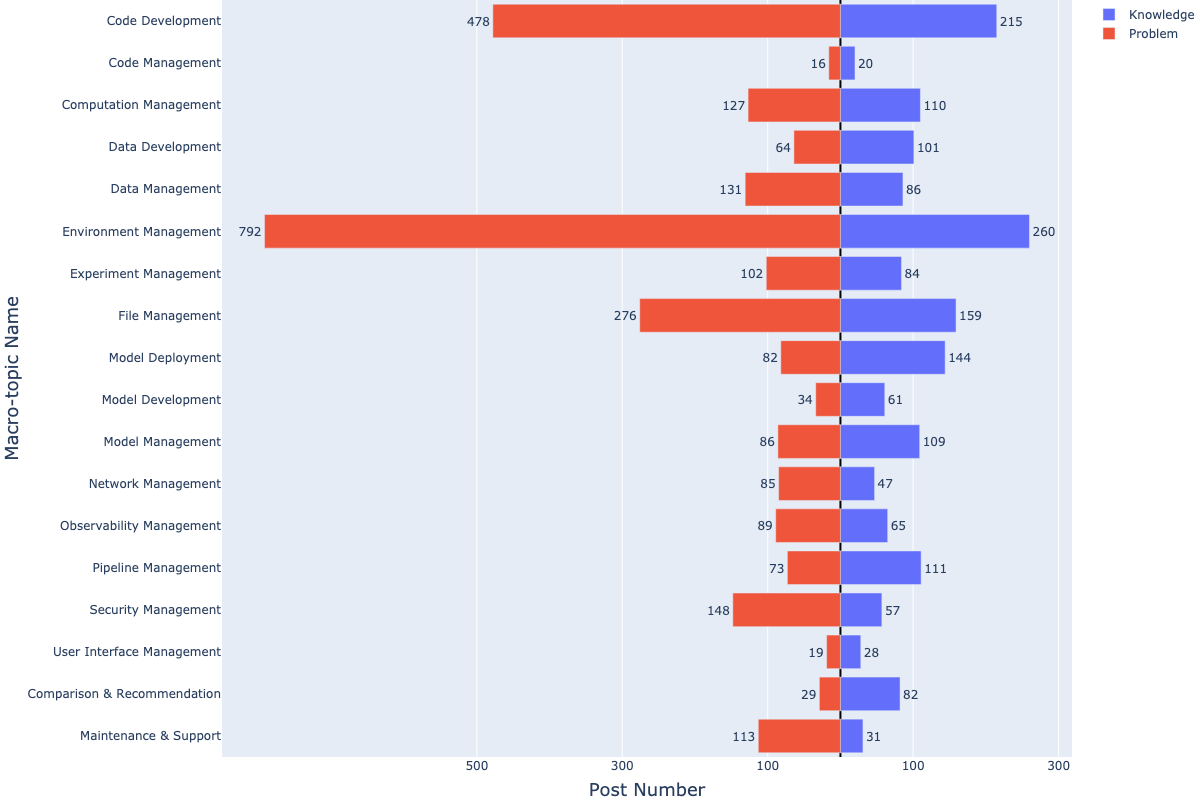 Knowledge
Problem
Macro-topic Name
Code Development 478 215
Code Management 16 20
Computation Management 127 110
Data Development 64 101
Data Management 131 86
Environment Management 792 260
Experiment Management 102 84
File Management 276 159
Model Deployment 82 144
Model Development 34 61
Model Management 86 109
Network Management 85 47
Observability Management 89 65
Pipeline Management 73 111
Security Management 148 57
User Interface Management 19 28
Comparison & Recommendation 29 82
Maintenance & Support 113 31
500 300 100 100 300
Post Number